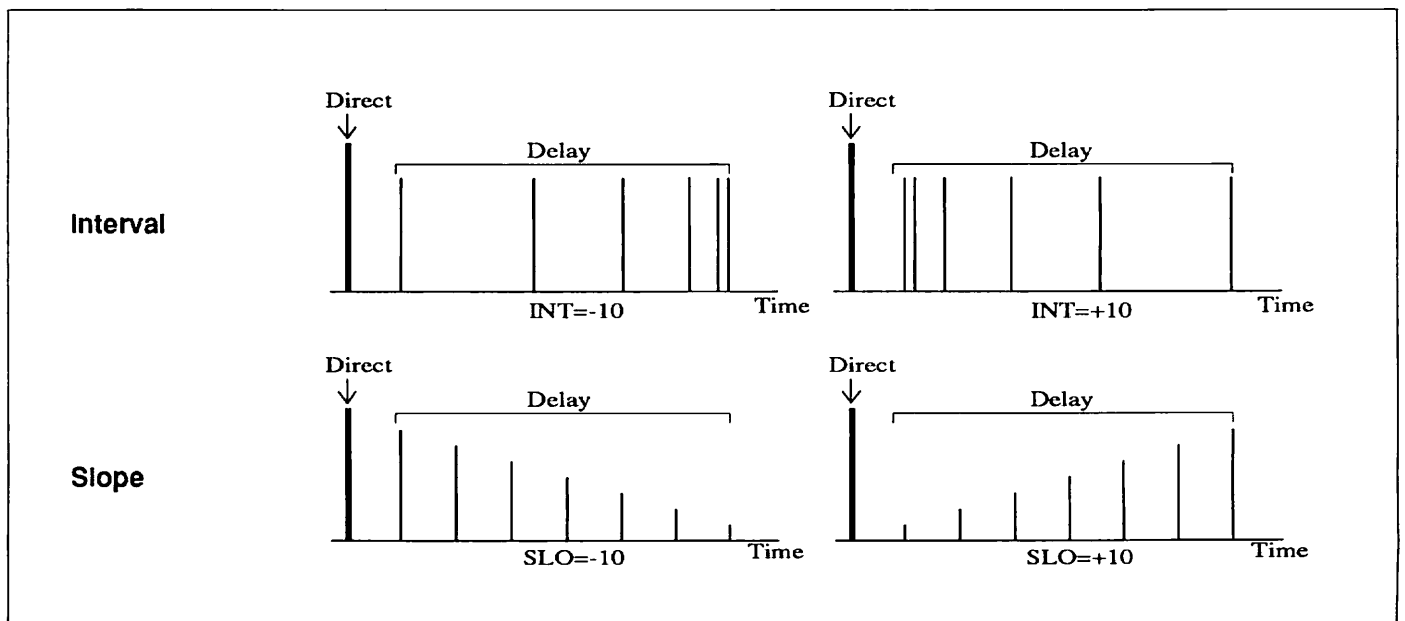 Direct
Direct
Delay
Delay
Interval
INT=-10
Time
INT=+10
Time
Direct
Direct
Delay
Delay
Slope
SLO=-10
Time
SLO=+10
Time